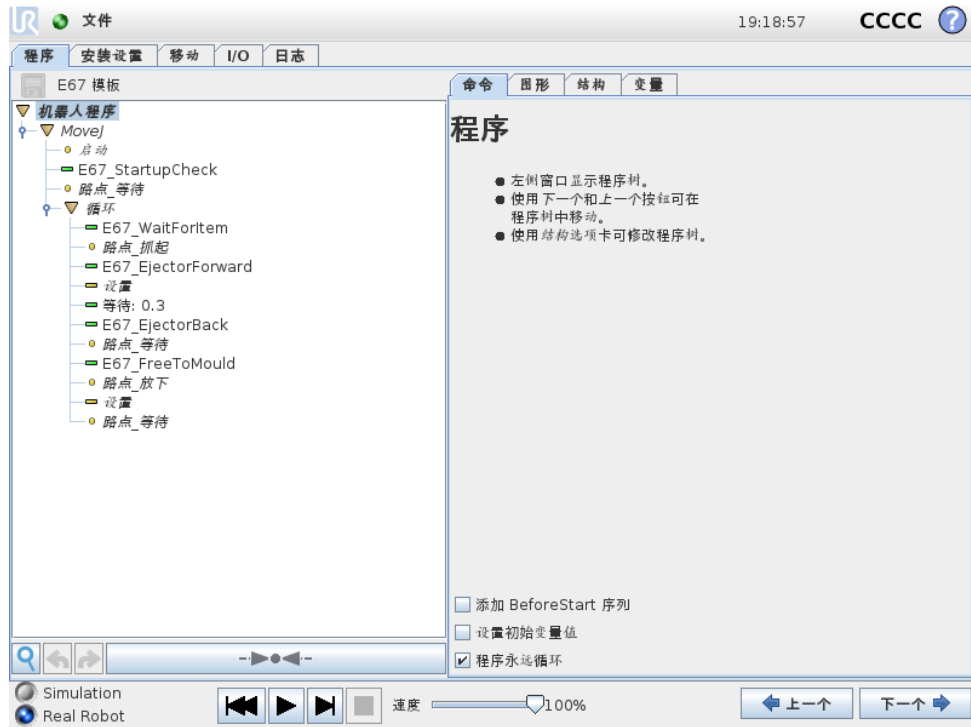 UR 文件 19:18:57 CCCC ?
程序 安装设置 移动 I/O 日志
E67 模板
命令 图形 结构 变量
机器人程序
MoveJ
启动
E67_StartupCheck
路点_等待
循环
E67_WaitForItem
路点_抓起
E67_EjectorForward
设置
等待: 0.3
E67_EjectorBack
路点_等待
E67_FreeToMould
路点_放下
设置
路点_等待
程序
左侧窗口显示程序树。
使用下一个和上一个按钮可在
程序树中移动。
使用结构选项卡可修改程序树。
添加 BeforeStart 序列
设置初始变量值
程序永远循环
Simulation
Real Robot
速度 100%
上一个 下一个